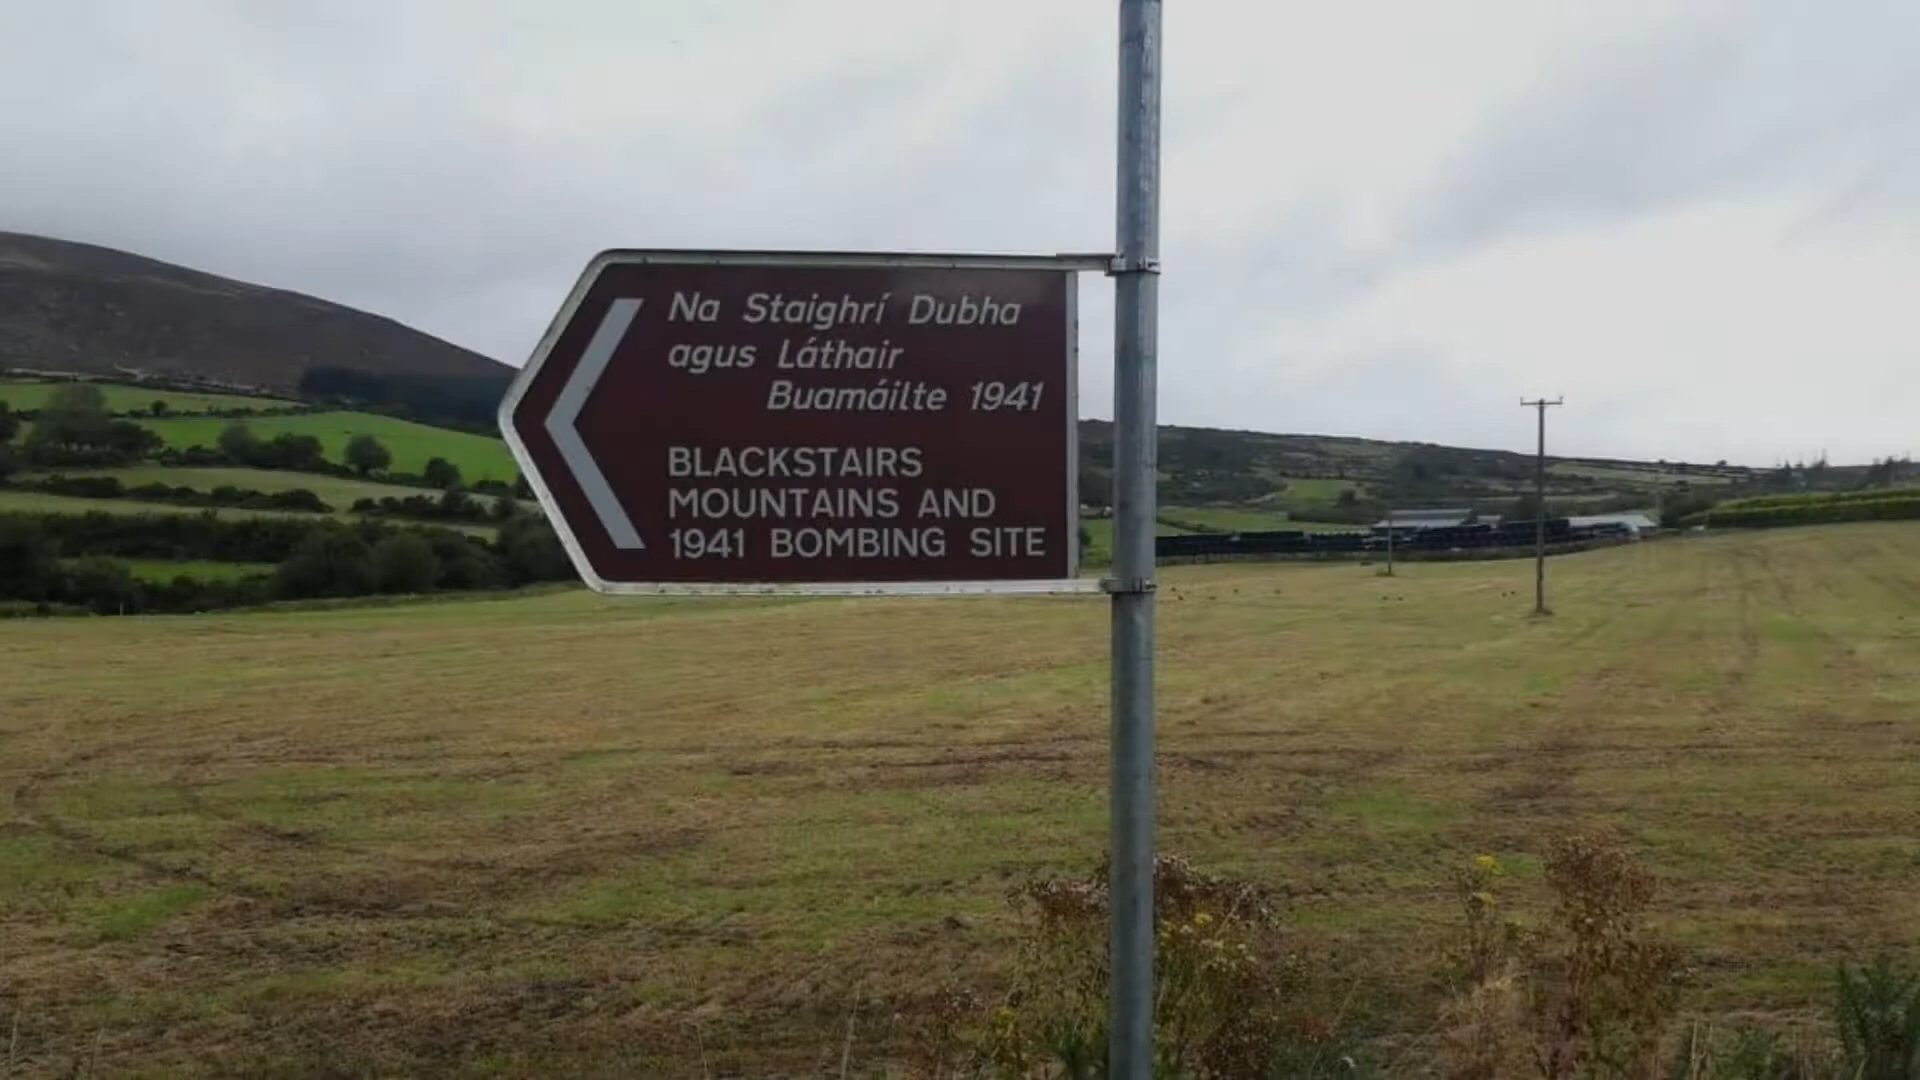 Na Staighrí Dubha
agus Láthair
Buamáilte 1941
BLACKSTAIRS
MOUNTAINS AND
1941 BOMBING SITE